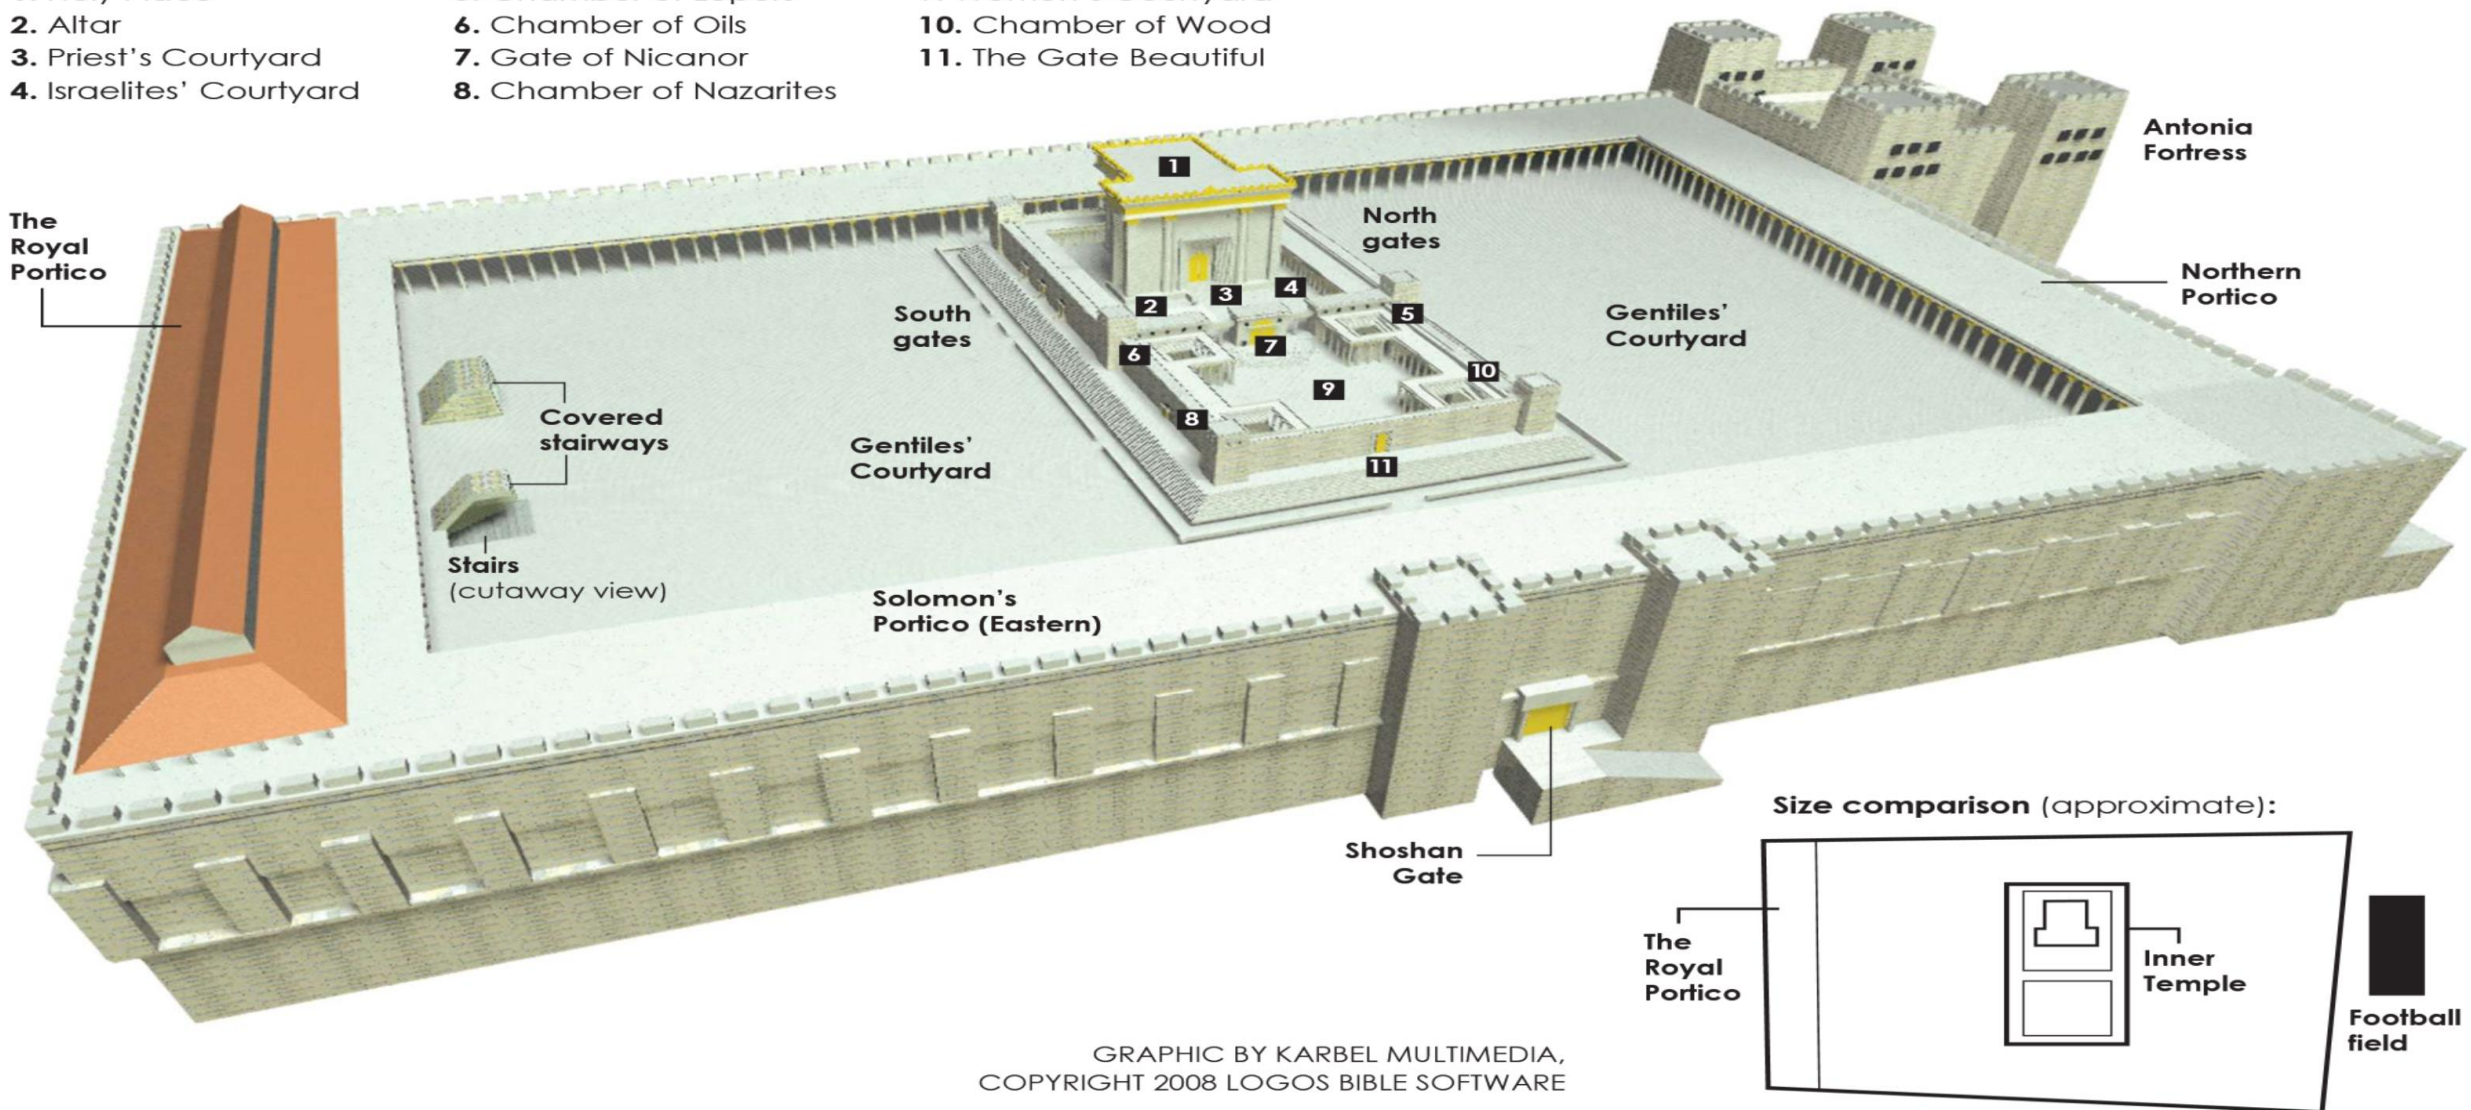 2. Altar
3. Priest's Courtyard
4. Israelites' Courtyard
6. Chamber of Oils
7. Gate of Nicanor
8. Chamber of Nazarites
10. Chamber of Wood
11. The Gate Beautiful
Antonia
Fortress
1
The
Royal
Portico
North
gates
Northern
Portico
South
gates
2
3
4
5
6
7
8
9
10
11
Gentiles'
Courtyard
Covered
stairways
Gentiles'
Courtyard
Stairs
(cutaway view)
Solomon's
Portico (Eastern)
Shoshan
Gate
Size comparison (approximate):
The
Royal
Portico
Inner
Temple
Football
field
GRAPHIC BY KARBEL MULTIMEDIA,
COPYRIGHT 2008 LOGOS BIBLE SOFTWARE